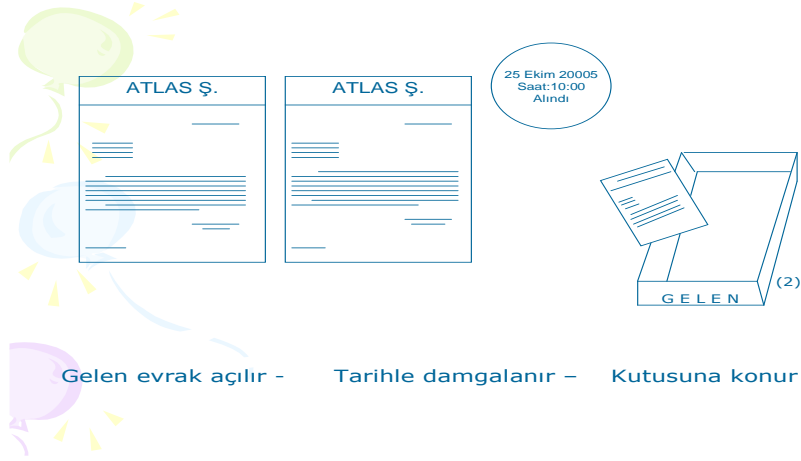 ATLAS Ş.
ATLAS Ş.
25 Ekim 20005
Saat:10:00
Alındı
(2)
GELEN
Gelen evrak açılır - Tarihle damgalanır – Kutusuna konur